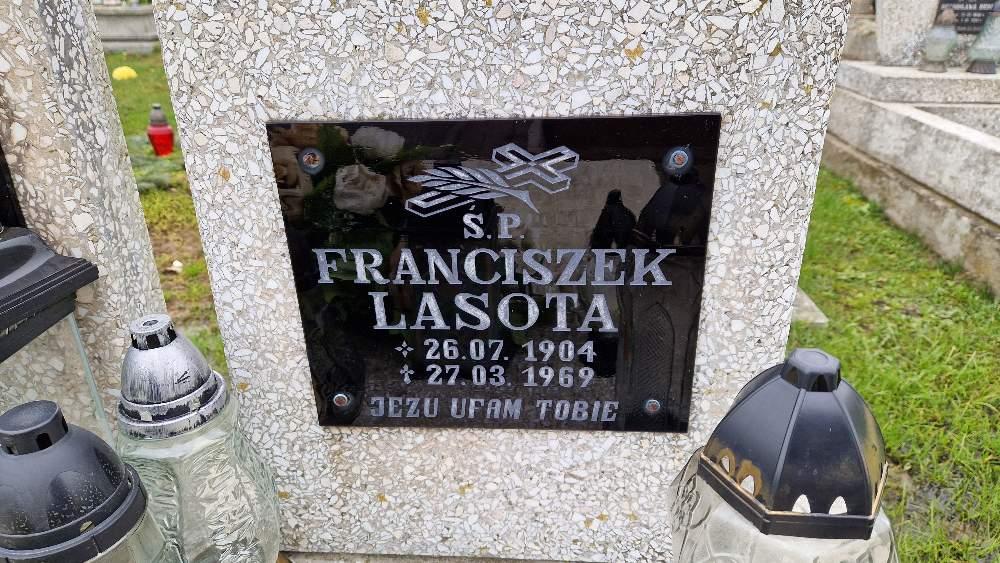 Ś.P.
FRANCISZEK
LASOTA
26.07. 1904
27.03. 1969
JEZU UFAM TOBIE